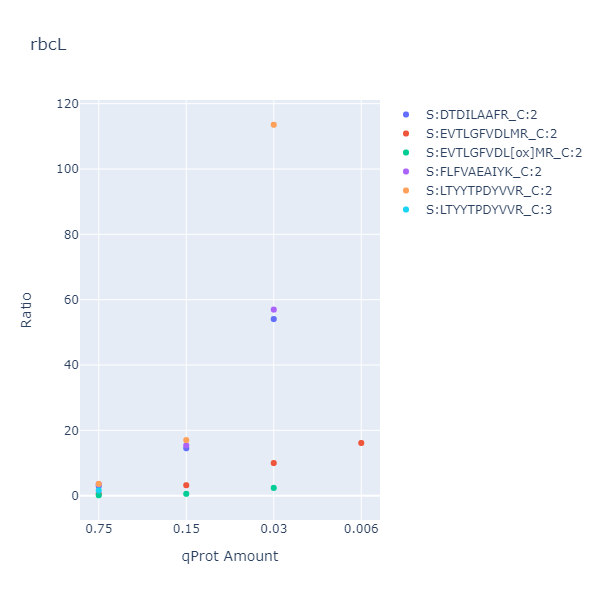 rbcL
120
100
80
60
40
20
0
Ratio
0.75
0.15
0.03
0.006
qProt Amount
S:DTDILAAFR_C:2
S:EVTLGFVDLMR_C:2
S:EVTLGFVDL[ox]MR_C:2
S:FLFVAEAIYK_C:2
S:LTYYTPDYVVR_C:2
S:LTYYTPDYVVR_C:3